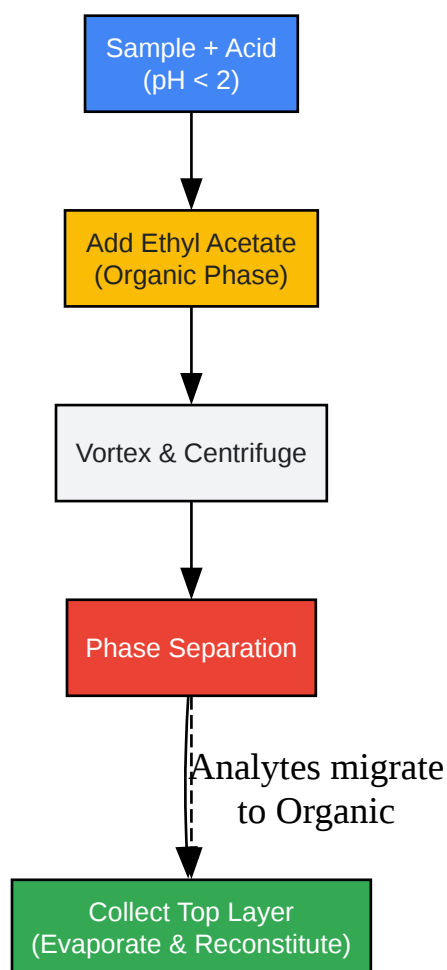 Sample + Acid
(pH < 2)
Add Ethyl Acetate
(Organic Phase)
Vortex & Centrifuge
Phase Separation
Analytes migrate
to Organic
Collect Top Layer
(Evaporate & Reconstitute)